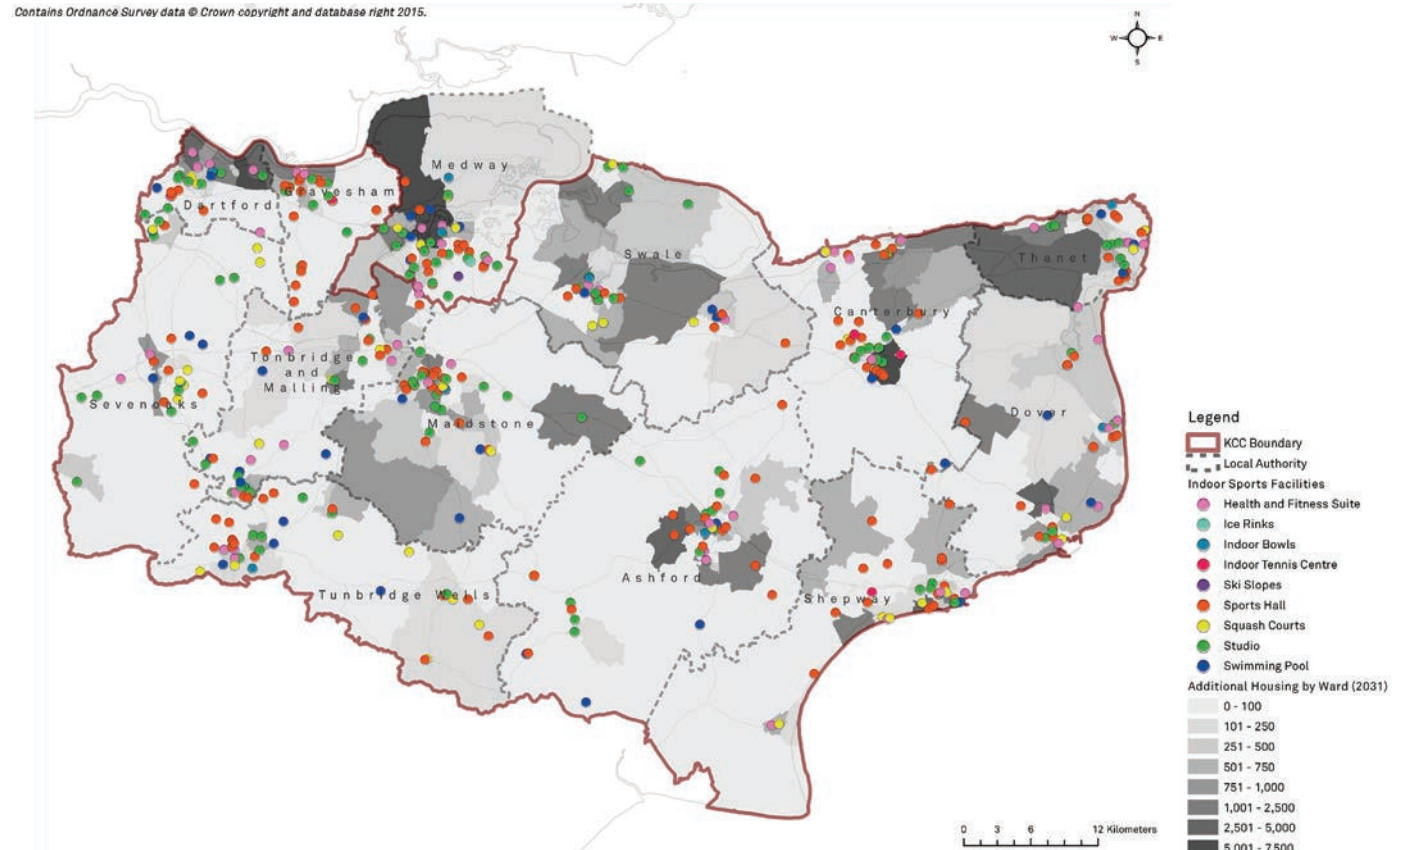 Contains Ordnance Survey data © Crown copyright and database right 2015.
N
W E
S
Medway
Gravesham
Dartford
Swale
Thanet
Canterbury
Tonbridge
and
Malling
Sevenoaks
Maidstone
Dover
Ashford
Tunbridge Wells
Shepway
Legend
KCC Boundary
Local Authority
Indoor Sports Facilities
Health and Fitness Suite
Ice Rinks
Indoor Bowls
Indoor Tennis Centre
Ski Slopes
Sports Hall
Squash Courts
Studio
Swimming Pool
Additional Housing by Ward (2031)
0 - 100
101 - 250
251 - 500
501 - 750
751 - 1,000
1,001 - 2,500
2,501 - 5,000
5,001 - 7,500
0 3 6 12 Kilometers